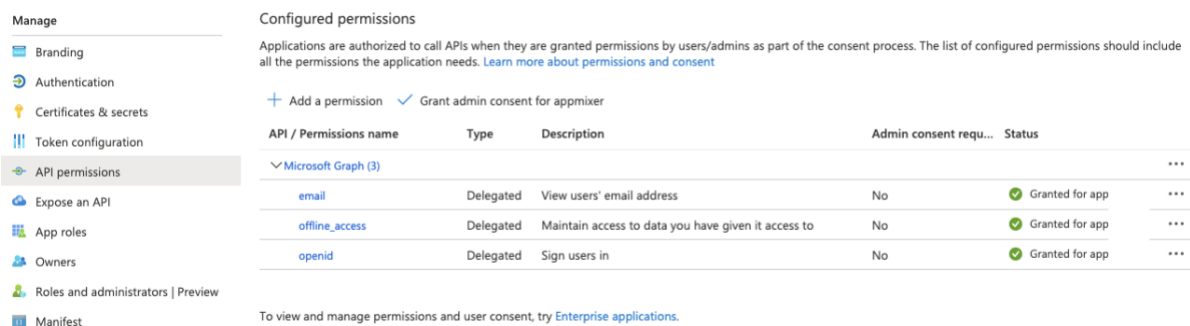 Manage
Branding
Authentication
Certificates & secrets
Token configuration
API permissions
Expose an API
App roles
Owners
Roles and administrators | Preview
Manifest
Configured permissions
Applications are authorized to call APIs when they are granted permissions by users/admins as part of the consent process. The list of configured permissions should include
all the permissions the application needs. Learn more about permissions and consent
Add a permission Grant admin consent for appmixer
API / Permissions name Type Description Admin consent requ... Status
Microsoft Graph (3)
email Delegated View users' email address No Granted for app
offline_access Delegated Maintain access to data you have given it access to No Granted for app
openid Delegated Sign users in No Granted for app
To view and manage permissions and user consent, try Enterprise applications.